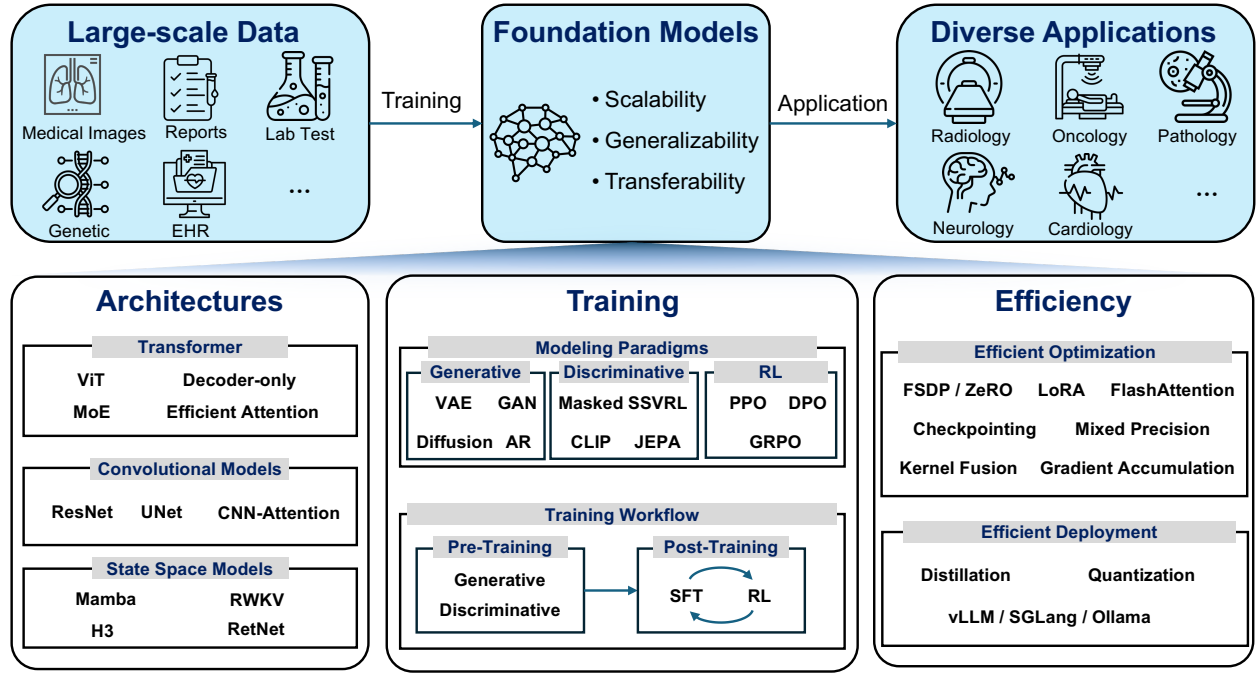 Large-scale Data
...
Medical Images
Reports
Lab Test
Genetic
EHR
...
Training
Foundation Models
• Scalability
• Generalizability
• Transferability
Application
Diverse Applications
Radiology
Oncology
Pathology
Neurology
Cardiology
...
Architectures
Transformer
ViT Decoder-only
MoE Efficient Attention
Convolutional Models
ResNet UNet CNN-Attention
State Space Models
Mamba RWKV
H3 RetNet
Training
Modeling Paradigms
Generative
VAE GAN
Diffusion AR
Discriminative
Masked SSVRL
CLIP JEPA
RL
PPO DPO
GRPO
Training Workflow
Pre-Training
Generative
Discriminative
Post-Training
SFT RL
Efficiency
Efficient Optimization
FSDP / ZeRO LoRA FlashAttention
Checkpointing Mixed Precision
Kernel Fusion Gradient Accumulation
Efficient Deployment
Distillation Quantization
vLLM / SGLang / Ollama